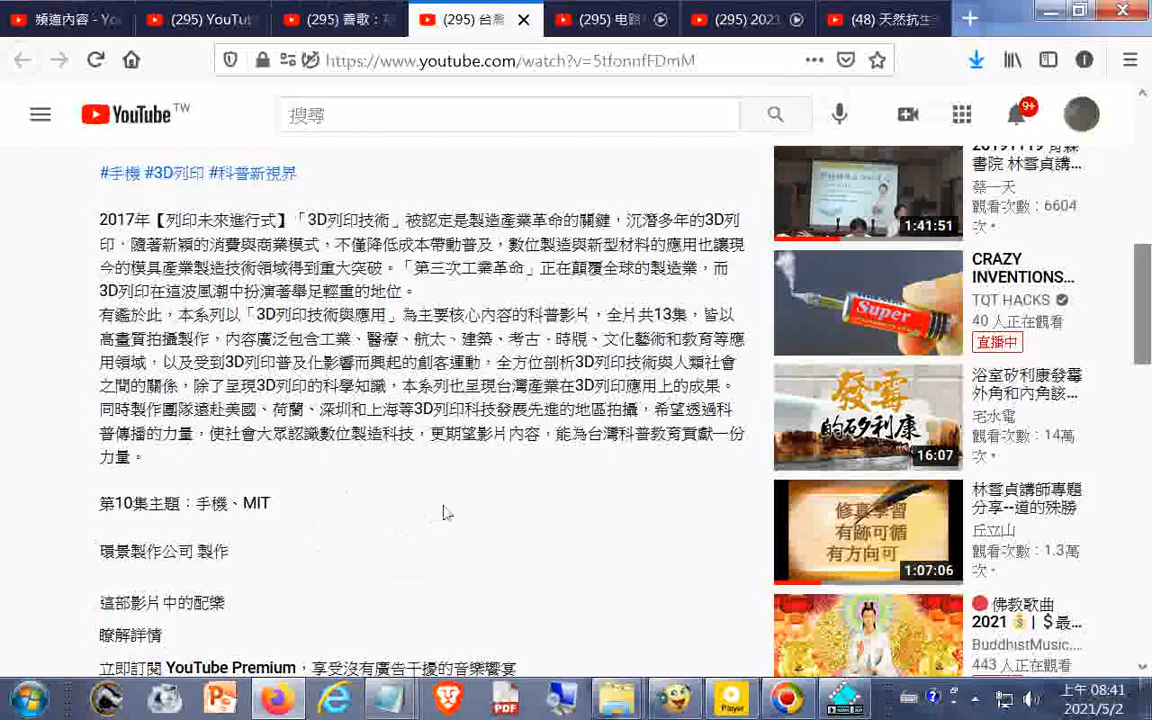 頻道內容 - Yo
(295) YouTub
(295) 善歌：
(295) 台灣
(295) 电路
(295) 2021
(48) 天然抗生
https://www.youtube.com/watch?v=5tfonnfFDmM
YouTube TW
搜尋
9+
#手機 #3D列印 #科普新視界
2017年【列印未來進行式】「3D列印技術」被認定是製造產業革命的關鍵，沉潛多年的3D列
印，隨著新穎的消費與商業模式，不僅降低成本帶動普及，數位製造與新型材料的應用也讓現
今的模具產業製造技術領域得到重大突破。「第三次工業革命」正在顛覆全球的製造業，而
3D列印在這波風潮中扮演著舉足輕重的地位。
有鑑於此，本系列以「3D列印技術與應用」為主要核心內容的科普影片，全片共13集，皆以
高畫質拍攝製作，內容廣泛包含工業、醫療、航太、建築、考古、時裝、文化藝術和教育等應
用領域，以及受到3D列印普及化影響而興起的創客運動，全方位剖析3D列印技術與人類社會
之間的關係，除了呈現3D列印的科學知識，本系列也呈現台灣產業在3D列印應用上的成果。
同時製作團隊遠赴美國、荷蘭、深圳和上海等3D列印科技發展先進的地區拍攝，希望透過科
普傳播的力量，使社會大眾認識數位製造科技，更期望影片內容，能為台灣科普教育貢獻一份
力量。
第10集主題：手機、MIT
環景製作公司 製作
這部影片中的配樂
瞭解詳情
立即訂閱 YouTube Premium，享受沒有廣告干擾的音樂饗宴
1:41:51
書院 林雪貞講...
蔡一天
觀看次數：6604
次。
Super
CRAZY
INVENTIONS...
TQT HACKS
40 人正在觀看
直播中
發霉
的矽利康
16:07
浴室矽利康發霉
外角和內角該...
宅水電
觀看次數：14萬
次。
修真學習
有跡可循
有方向可
1:07:06
林雪貞講師專題
分享--道的殊勝
丘立山
觀看次數：1.3萬
次。
佛教歌曲
2021 | $最...
BuddhistMusic....
443 人正在觀看
PDF
Player
上午 08:41
2021/5/2